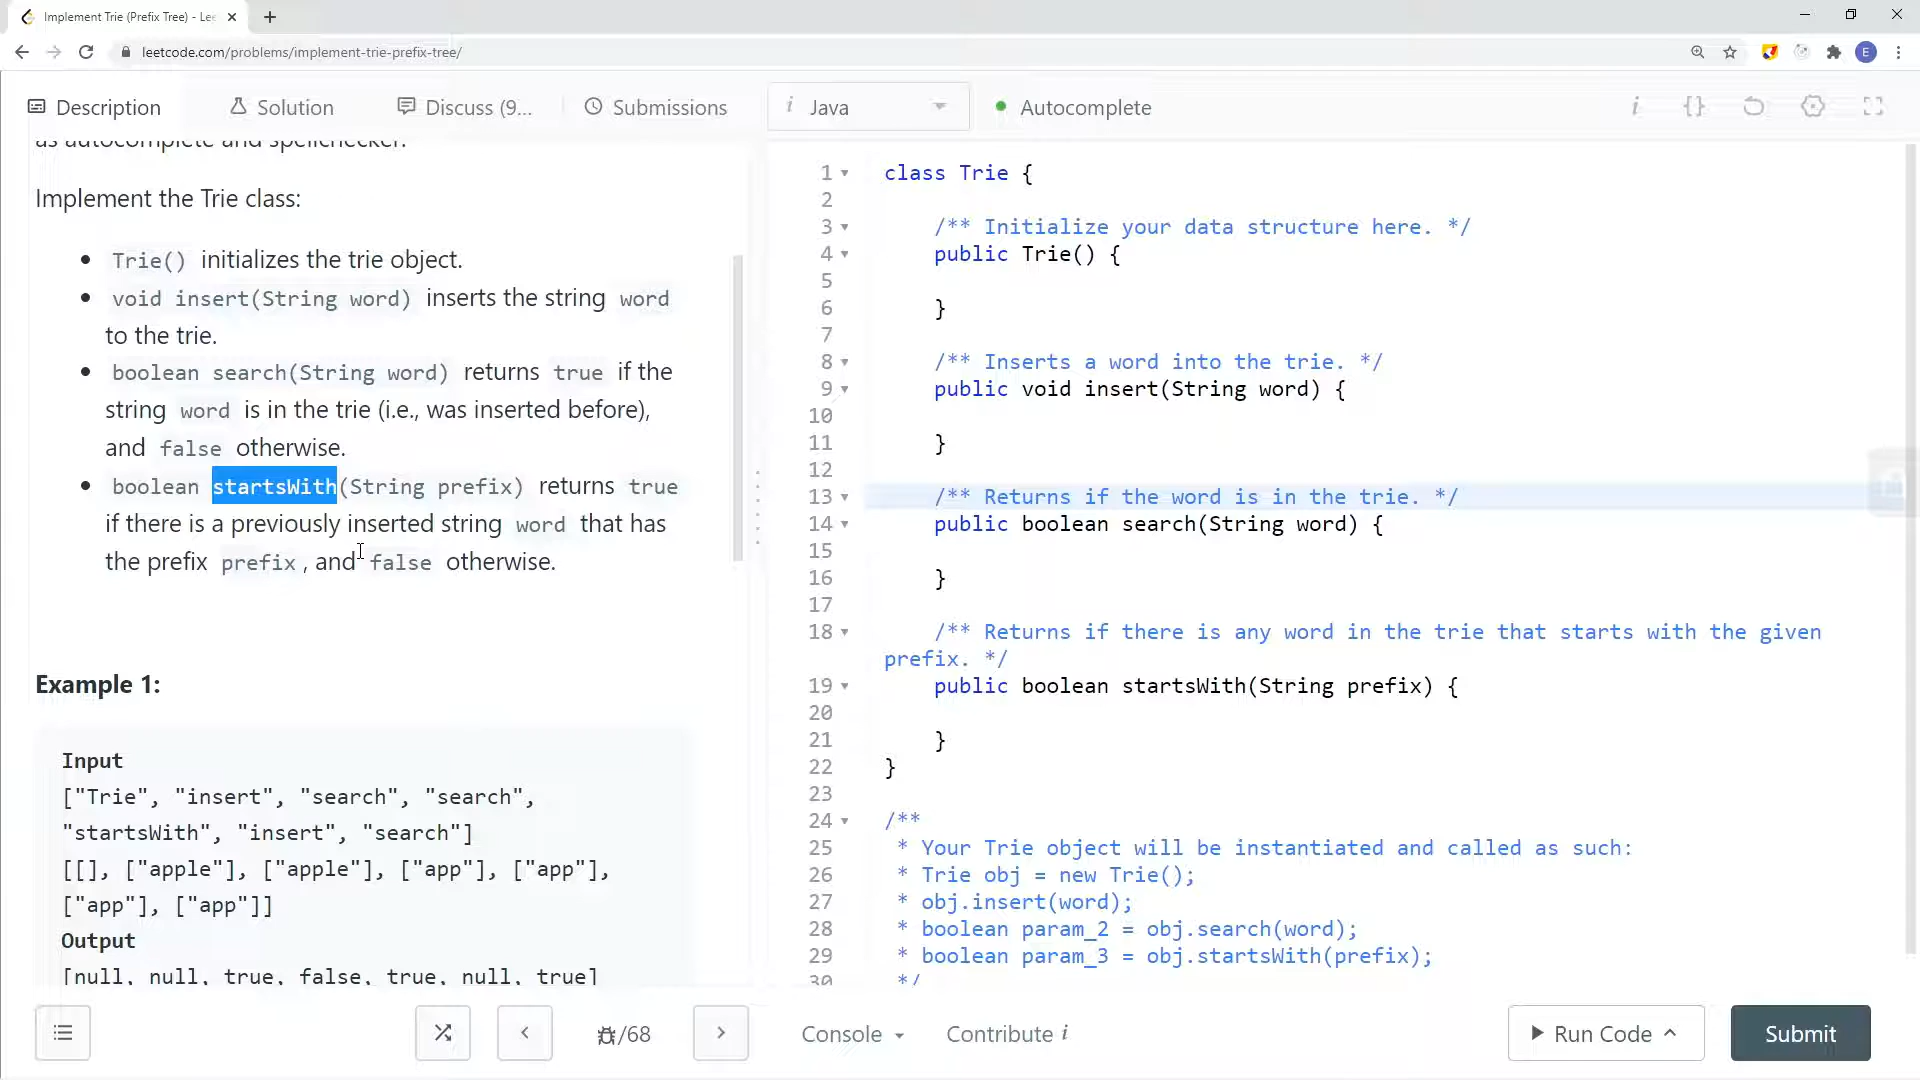 Implement Trie (Prefix Tree) - Lee
leetcode.com/problems/implement-trie-prefix-tree/
E
Description
Solution
Discuss (9...
Submissions
i Java
Autocomplete
as autocomplete and spellchecker.
Implement the Trie class:
Trie() initializes the trie object.
void insert(String word) inserts the string word
to the trie.
boolean search(String word) returns true if the
string word is in the trie (i.e., was inserted before),
and false otherwise.
boolean startsWith(String prefix) returns true
if there is a previously inserted string word that has
the prefix prefix, and false otherwise.
Example 1:
Input
["Trie", "insert", "search", "search",
"startsWith", "insert", "search"]
[[], ["apple"], ["apple"], ["app"], ["app"],
["app"], ["app"]]
Output
[null, null, true, false, true, null, true]
1 class Trie {
2
3 /** Initialize your data structure here. */
4 public Trie() {
5
6 }
7
8 /** Inserts a word into the trie. */
9 public void insert(String word) {
10
11 }
12
13 /** Returns if the word is in the trie. */
14 public boolean search(String word) {
15
16 }
17
18 /** Returns if there is any word in the trie that starts with the given
prefix. */
19 public boolean startsWith(String prefix) {
20
21 }
22 }
23
24 /**
25 * Your Trie object will be instantiated and called as such:
26 * Trie obj = new Trie();
27 * obj.insert(word);
28 * boolean param_2 = obj.search(word);
29 * boolean param_3 = obj.startsWith(prefix);
30 */
/68
Console
Contribute i
Run Code
Submit